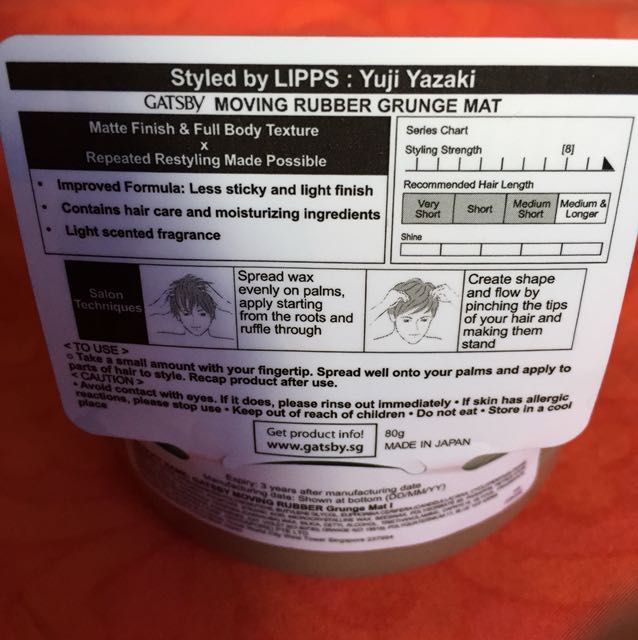 Styled by LIPPS : Yuji Yazaki
GATSBY MOVING RUBBER GRUNGE MAT
Matte Finish & Full Body Texture
x
Repeated Restyling Made Possible
• Improved Formula: Less sticky and light finish
• Contains hair care and moisturizing ingredients
• Light scented fragrance
Series Chart
Styling Strength [8]
Recommended Hair Length
Very Short
Short
Medium Short
Medium & Longer
Shine
Salon Techniques
Spread wax
evenly on palms,
apply starting
from the roots and
ruffle through
Create shape
and flow by
pinching the tips
of your hair and
making them
stand
< TO USE >
○ Take a small amount with your fingertip. Spread well onto your palms and apply to
parts of hair to style. Recap product after use.
< CAUTION >
• Avoid contact with eyes. If it does, please rinse out immediately • If skin has allergic
reactions, please stop use • Keep out of reach of children • Do not eat • Store in a cool
place
Get product info!
www.gatsby.sg
80g
MADE IN JAPAN
Expiry: 3 years after manufacturing date
Manufacturing date: Shown at bottom (DD/MM/YY)
GATSBY MOVING RUBBER Grunge Mat